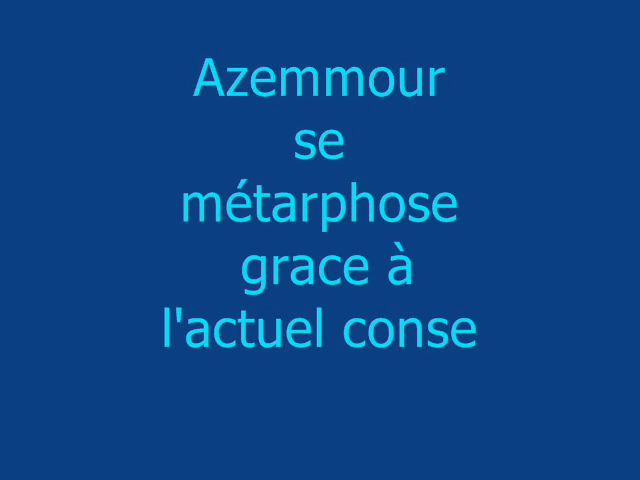 Azemmour
se
métarphose
grace à
l'actuel conse